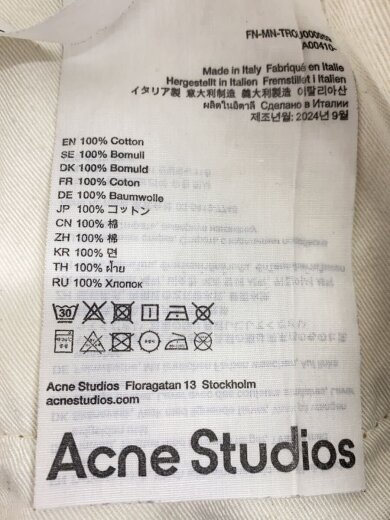 FN-MN-TROU000
A00410-
Made in Italy Fabriqué en Italie
Hergestellt in Italien Fremstillet i Italien
イタリア製 意大利制造 義大利製造 이탈리아산
ผลิตในอิตาลี Сделано в Италии
제조년월: 2024년 9월
EN 100% Cotton
SE 100% Bomull
DK 100% Bomuld
FR 100% Coton
DE 100% Baumwolle
JP 100% コットン
CN 100% 棉
ZH 100% 棉
KR 100% 면
TH 100% ฝ้าย
RU 100% Хлопок
30
Acne Studios Floragatan 13 Stockholm
acnestudios.com
Acne Studios